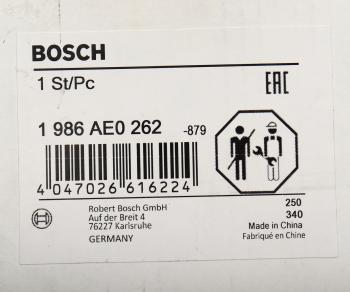 BOSCH
1 St/Pc
EAC
1 986 AE0 262 -879
4 047026 616224
Robert Bosch GmbH
Auf der Breit 4
76227 Karlsruhe
GERMANY
250
340
Made in China
Fabriqué en Chine